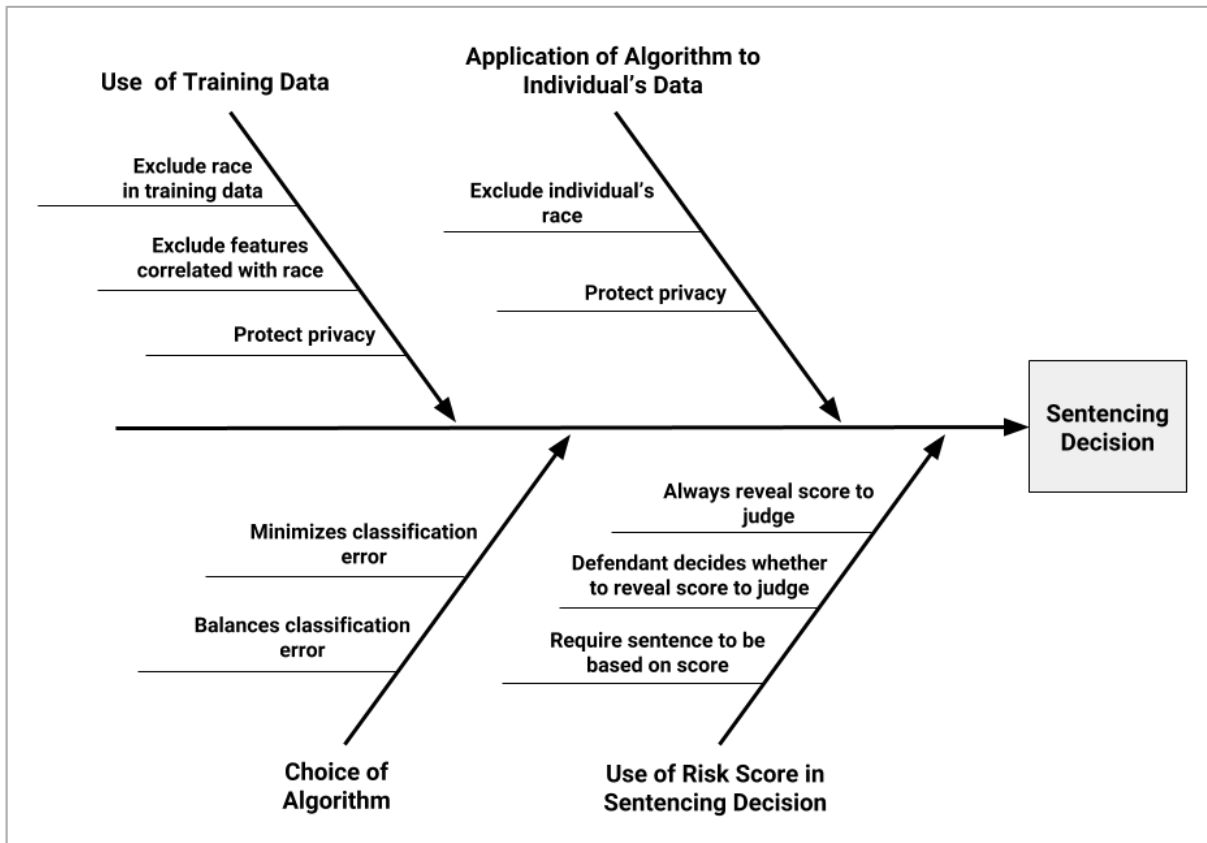 Use of Training Data
Exclude race
in training data
Exclude features
correlated with race
Protect privacy
Application of Algorithm to
Individual's Data
Exclude individual's
race
Protect privacy
Sentencing
Decision
Minimizes classification
error
Balances classification
error
Choice of
Algorithm
Always reveal score to
judge
Defendant decides whether
to reveal score to judge
Require sentence to be
based on score
Use of Risk Score in
Sentencing Decision